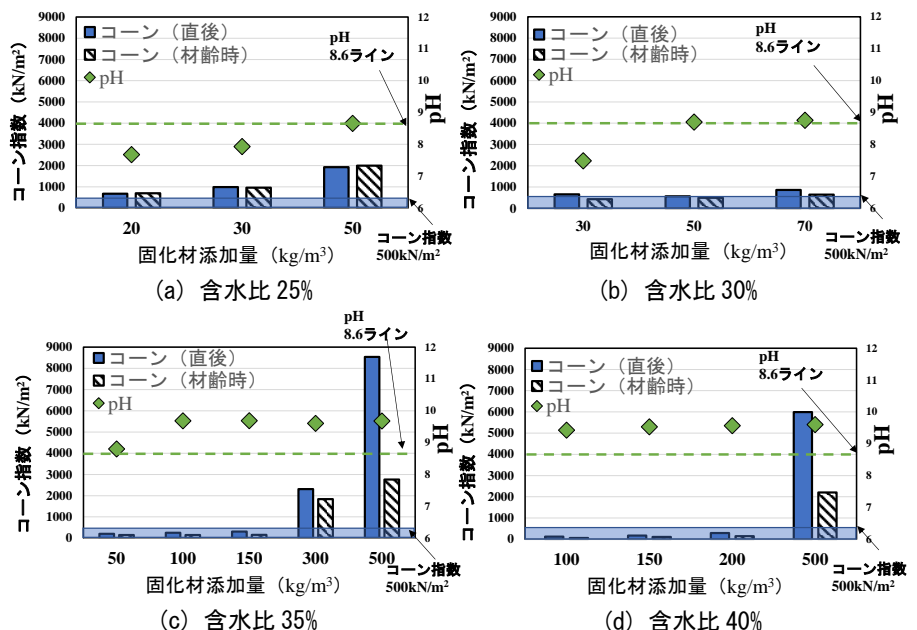 9000
8000
7000
6000
5000
4000
3000
2000
1000
0
コーン指数（kN/m²）
コーン（直後）
コーン（材齢時）
pH
pH
8.6ライン
12
11
10
9
8
7
6
pH
20
30
50
固化材添加量（kg/m³）
コーン指数
500kN/m²
(a) 含水比 25%
9000
8000
7000
6000
5000
4000
3000
2000
1000
0
コーン指数（kN/m²）
コーン（直後）
コーン（材齢時）
pH
pH
8.6ライン
12
11
10
9
8
7
6
pH
30
50
70
固化材添加量（kg/m³）
コーン指数
500kN/m²
(b) 含水比 30%
9000
8000
7000
6000
5000
4000
3000
2000
1000
0
コーン指数（kN/m²）
コーン（直後）
コーン（材齢時）
pH
pH
8.6ライン
12
11
10
9
8
7
6
pH
50
100
150
300
500
固化材添加量（kg/m³）
コーン指数
500kN/m²
(c) 含水比 35%
9000
8000
7000
6000
5000
4000
3000
2000
1000
0
コーン指数（kN/m²）
コーン（直後）
コーン（材齢時）
pH
pH
8.6ライン
12
11
10
9
8
7
6
pH
100
150
200
500
固化材添加量（kg/m³）
コーン指数
500kN/m²
(d) 含水比 40%